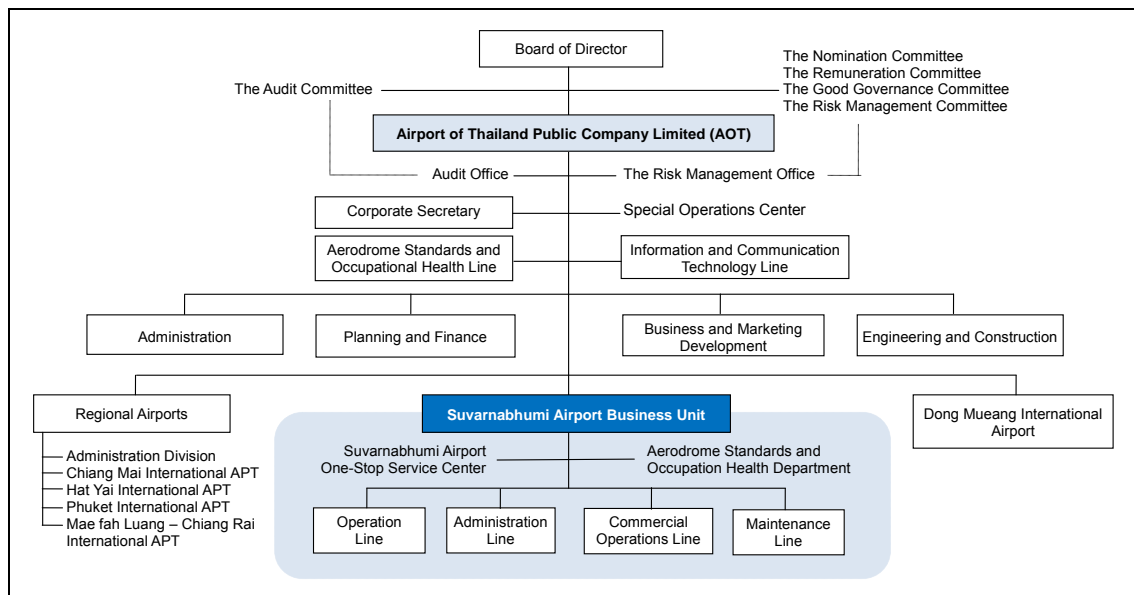 Board of Director
The Nomination Committee
The Remuneration Committee
The Audit Committee
The Good Governance Committee
The Risk Management Committee
Airport of Thailand Public Company Limited (AOT)
Audit Office
The Risk Management Office
Corporate Secretary
Special Operations Center
Aerodrome Standards and
Occupational Health Line
Information and Communication
Technology Line
Administration
Planning and Finance
Business and Marketing
Development
Engineering and Construction
Regional Airports
Administration Division
Chiang Mai International APT
Hat Yai International APT
Phuket International APT
Mae fah Luang – Chiang Rai
International APT
Suvarnabhumi Airport Business Unit
Suvarnabhumi Airport
One-Stop Service Center
Aerodrome Standards and
Occupation Health Department
Operation
Line
Administration
Line
Commercial
Operations Line
Maintenance
Line
Dong Mueang International
Airport